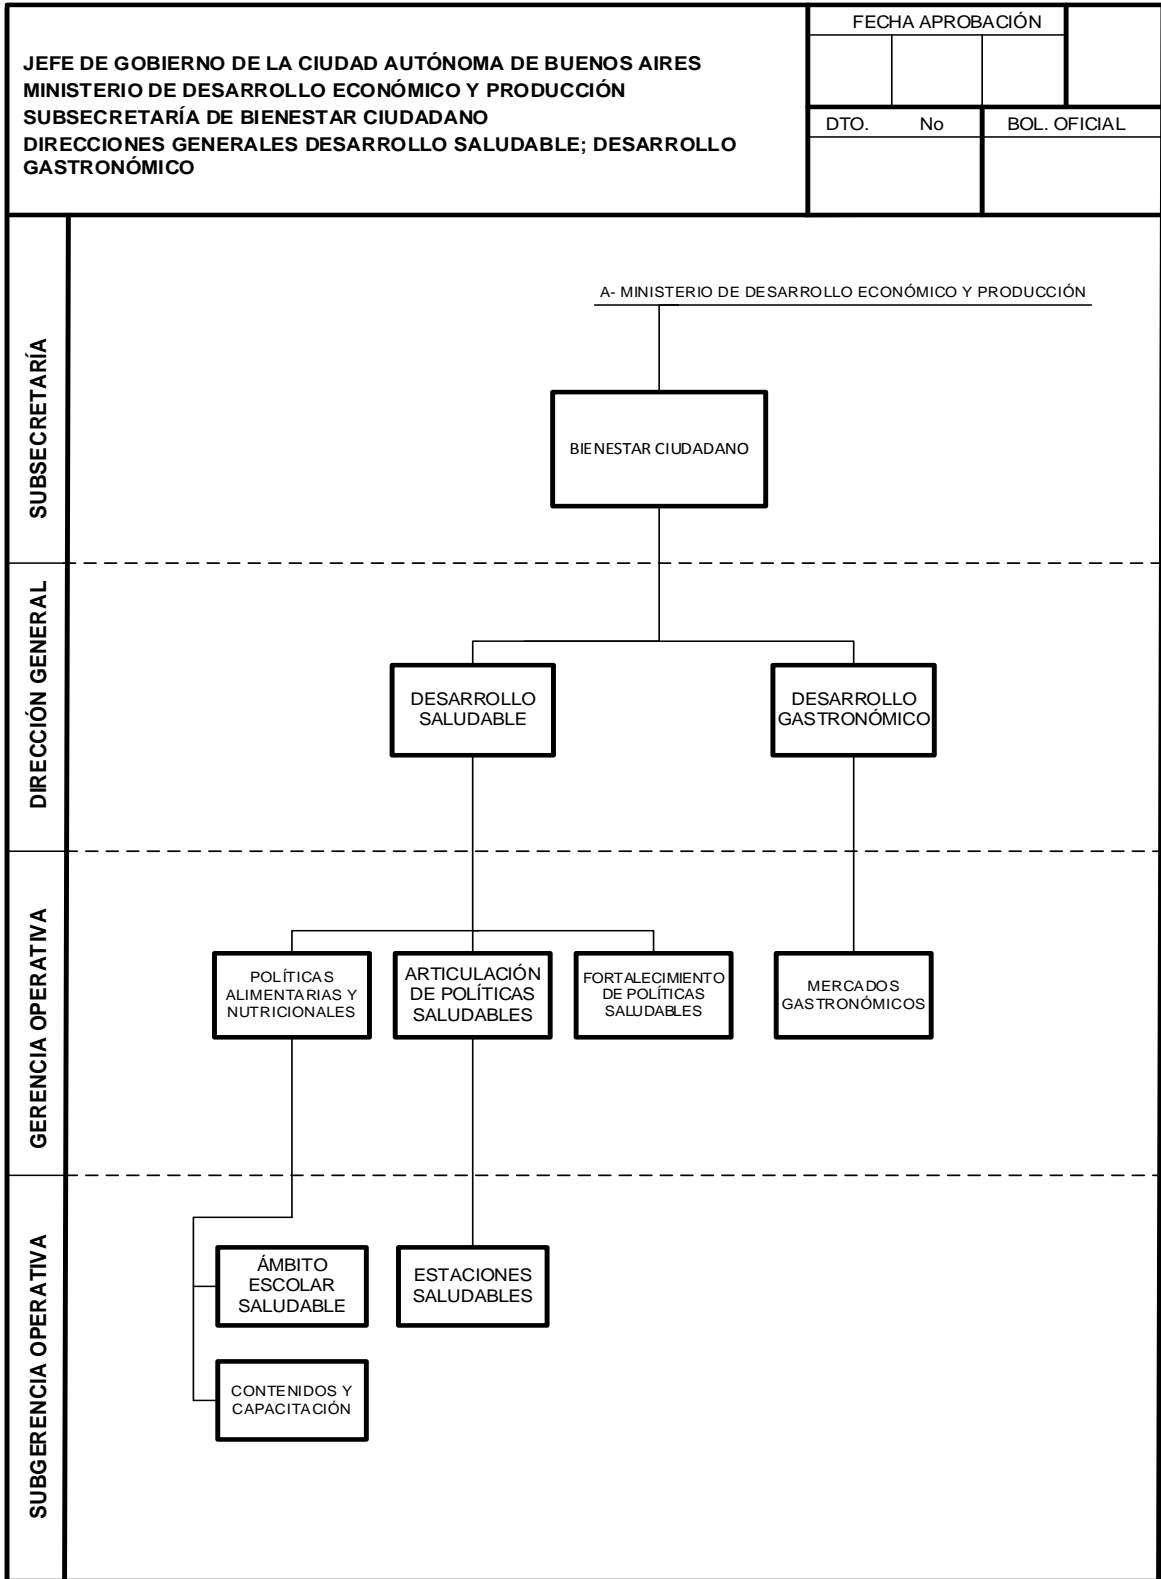 JEFE DE GOBIERNO DE LA CIUDAD AUTÓNOMA DE BUENOS AIRES
MINISTERIO DE DESARROLLO ECONÓMICO Y PRODUCCIÓN
SUBSECRETARÍA DE BIENESTAR CIUDADANO
DIRECCIONES GENERALES DESARROLLO SALUDABLE; DESARROLLO
GASTRONÓMICO
FECHA APROBACIÓN
DTO. No
BOL. OFICIAL
SUBSECRETARÍA
A- MINISTERIO DE DESARROLLO ECONÓMICO Y PRODUCCIÓN
BIENESTAR CIUDADANO
DIRECCIÓN GENERAL
DESARROLLO
SALUDABLE
DESARROLLO
GASTRONÓMICO
GERENCIA OPERATIVA
POLÍTICAS
ALIMENTARIAS Y
NUTRICIONALES
ARTICULACIÓN
DE POLÍTICAS
SALUDABLES
FORTALECIMIENTO
DE POLÍTICAS
SALUDABLES
MERCADOS
GASTRONÓMICOS
SUBGERENCIA OPERATIVA
ÁMBITO
ESCOLAR
SALUDABLE
ESTACIONES
SALUDABLES
CONTENIDOS Y
CAPACITACIÓN